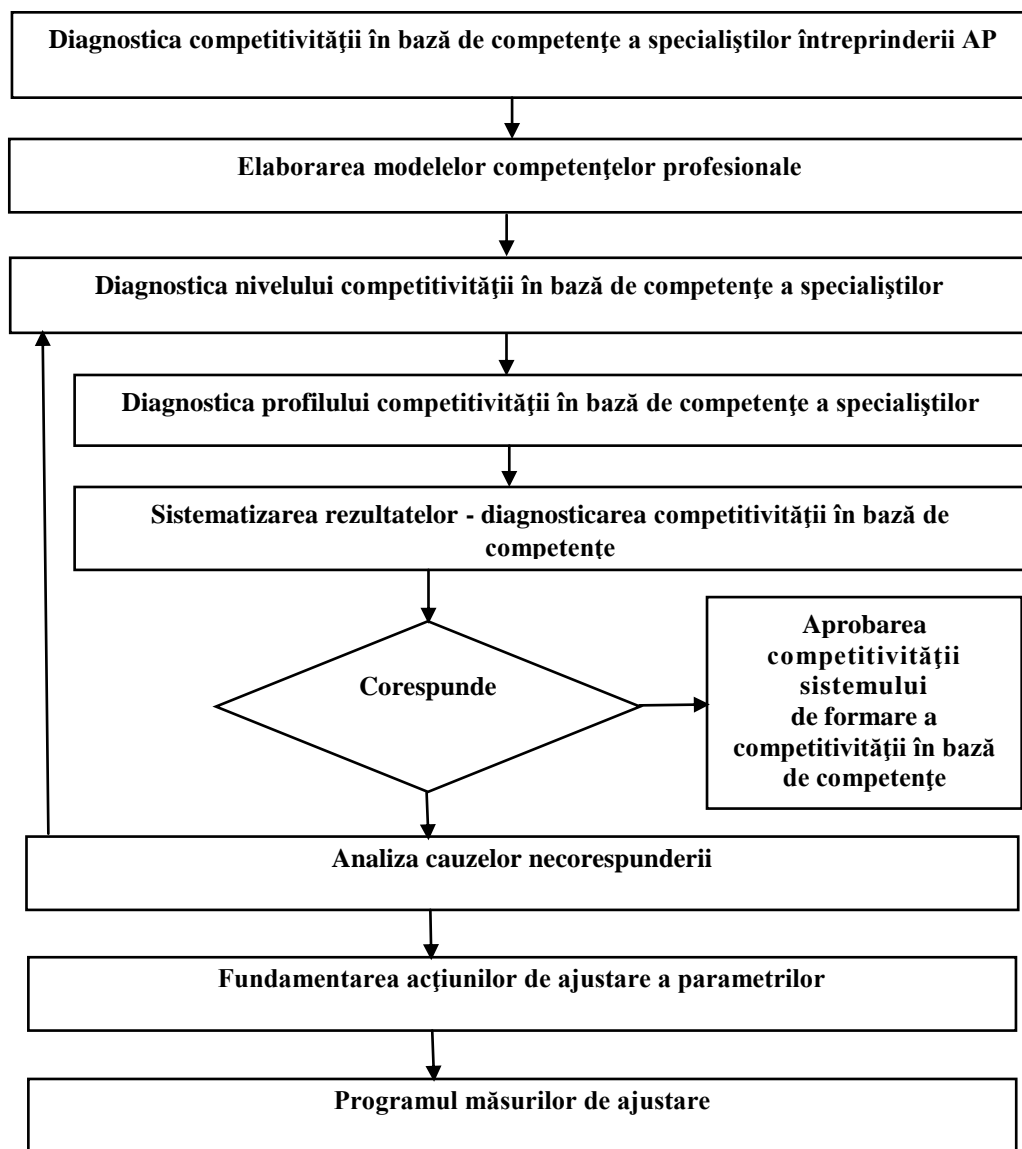 Diagnostica competitivităţii în bază de competenţe a specialiştilor întreprinderii AP
Elaborarea modelelor competenţelor profesionale
Diagnostica nivelului competitivităţii în bază de competenţe a specialiştilor
Diagnostica profilului competitivităţii în bază de competenţe a specialiştilor
Sistematizarea rezultatelor - diagnosticarea competitivităţii în bază de
competenţe
Corespunde
Aprobarea
competitivităţii
sistemului
de formare a
competitivităţii în bază
de competenţe
Analiza cauzelor necorespunderii
Fundamentarea acţiunilor de ajustare a parametrilor
Programul măsurilor de ajustare